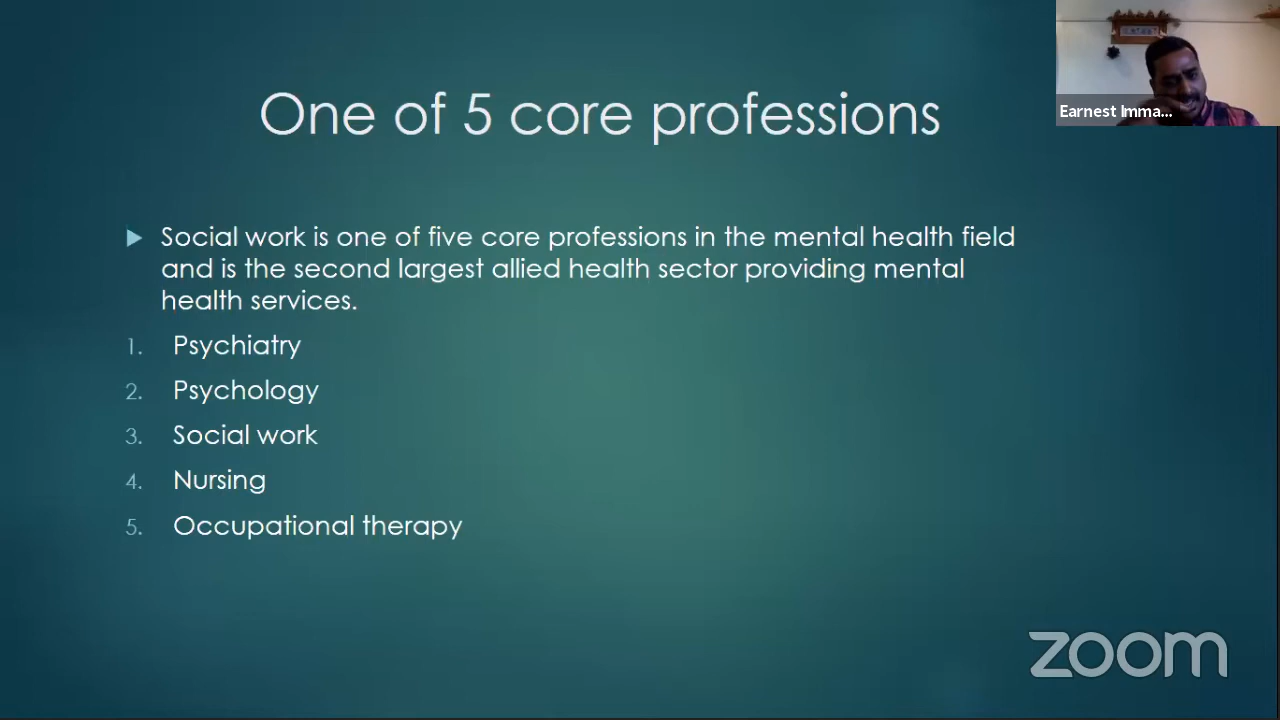 One of 5 core professions
Earnest Imma...
Social work is one of five core professions in the mental health field
and is the second largest allied health sector providing mental
health services.
1. Psychiatry
2. Psychology
3. Social work
4. Nursing
5. Occupational therapy
zoom